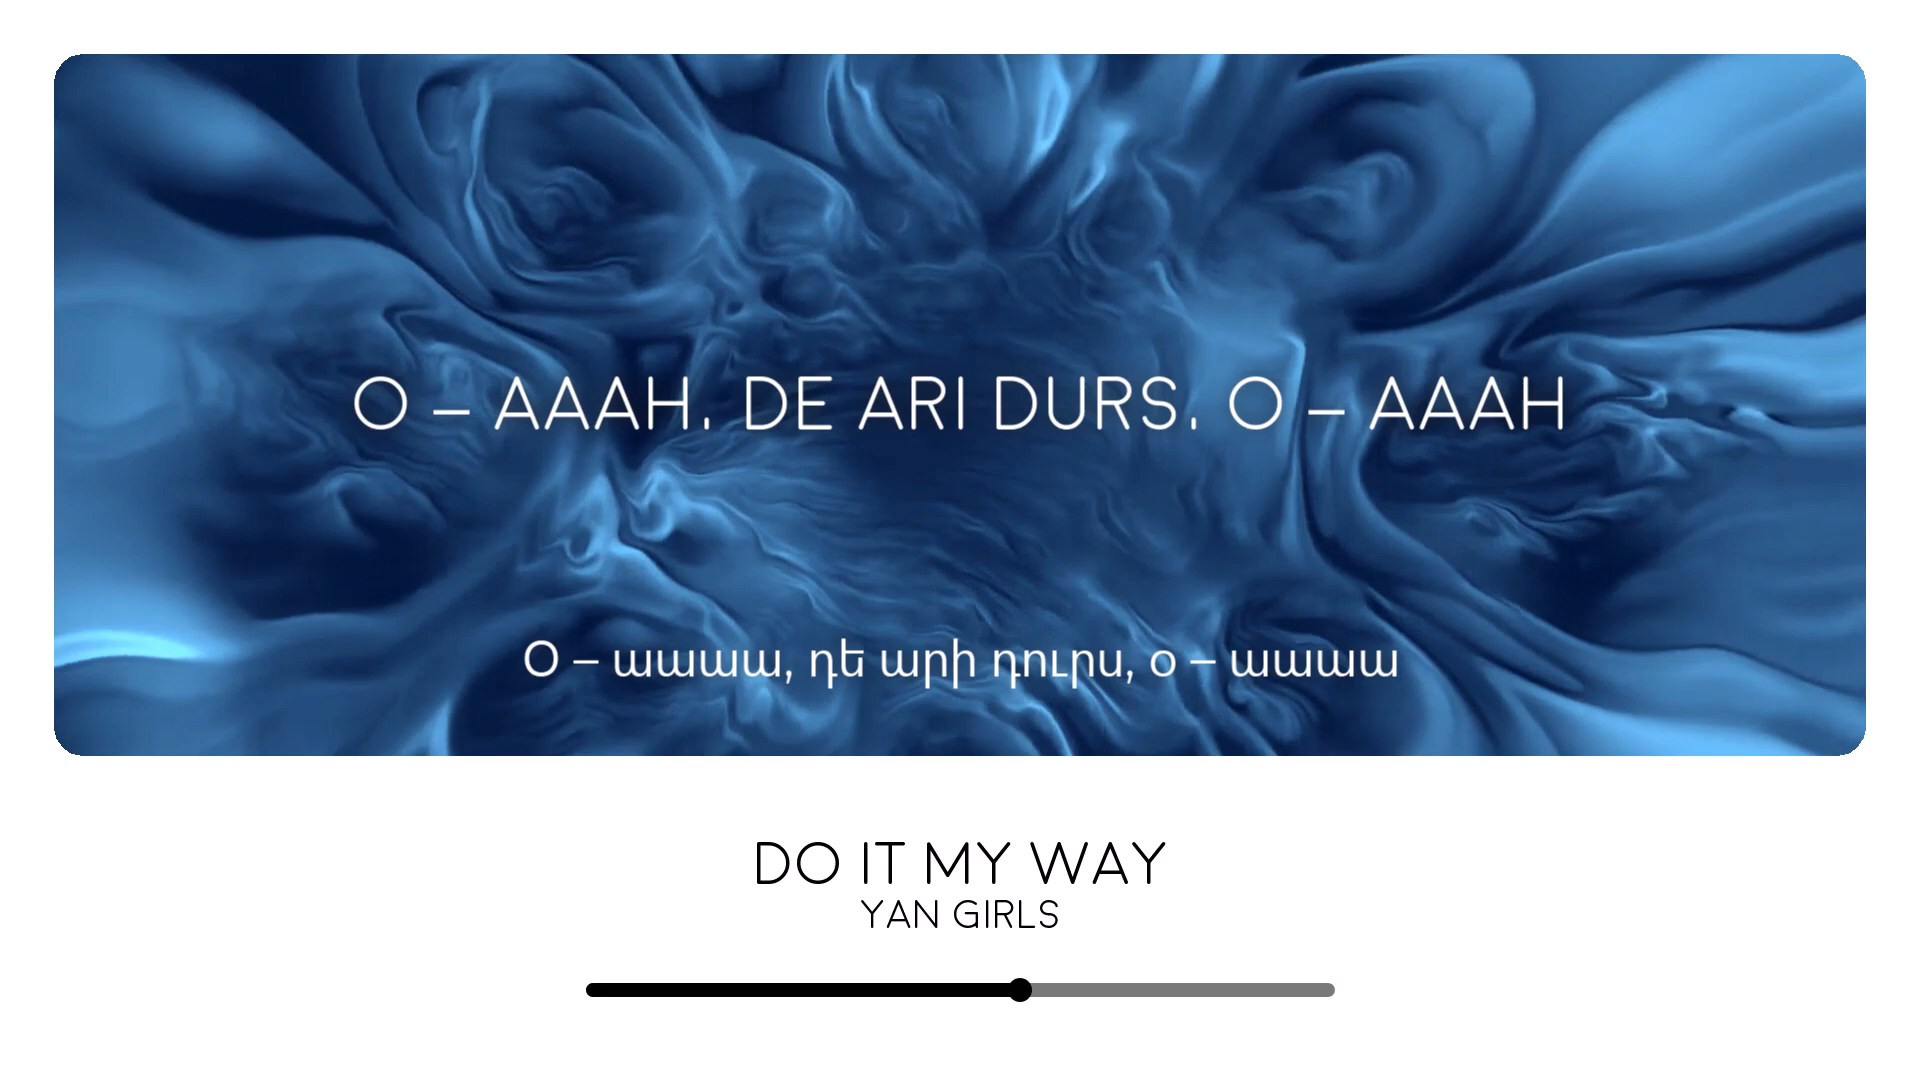 O – AAAH, DE ARI DURS, O – AAAH
Օ – աաաա, դե արի դուրս, օ – աաաա
DO IT MY WAY
YAN GIRLS